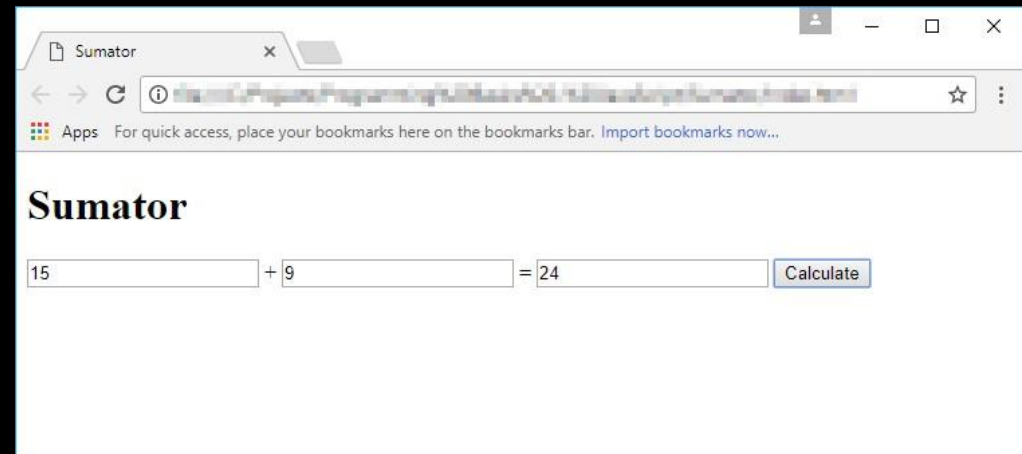 Sumator
Apps For quick access, place your bookmarks here on the bookmarks bar. Import bookmarks now...
Sumator
15 + 9 = 24 Calculate